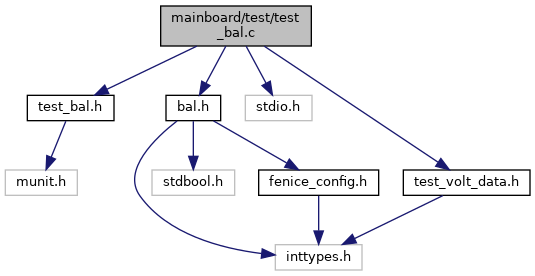 mainboard/test/test
_bal.c
test_bal.h
bal.h
stdio.h
munit.h
stdbool.h
fenice_config.h
test_volt_data.h
inttypes.h